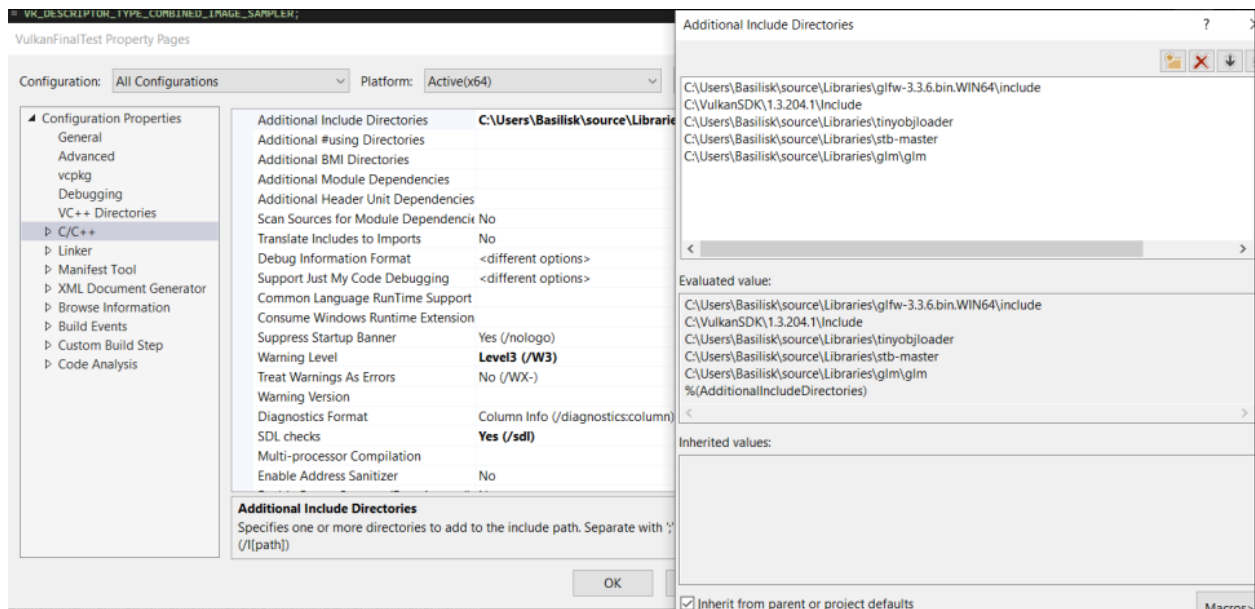 = VK_DESCRIPTOR_TYPE_COMBINED_IMAGE_SAMPLER;
VulkanFinalTest Property Pages
Configuration: All Configurations Platform: Active(x64)
Configuration Properties
General
Advanced
vcpkg
Debugging
VC++ Directories
C/C++
Linker
Manifest Tool
XML Document Generator
Browse Information
Build Events
Custom Build Step
Code Analysis
Additional Include Directories C:\Users\Basilisk\source\Librarie
Additional #using Directories
Additional BMI Directories
Additional Module Dependencies
Additional Header Unit Dependencies
Scan Sources for Module Dependencie No
Translate Includes to Imports No
Debug Information Format <different options>
Support Just My Code Debugging <different options>
Common Language RunTime Support
Consume Windows Runtime Extension
Suppress Startup Banner Yes (/nologo)
Warning Level Level3 (/W3)
Treat Warnings As Errors No (/WX-)
Warning Version
Diagnostics Format Column Info (/diagnostics:column)
SDL checks Yes (/sdl)
Multi-processor Compilation
Enable Address Sanitizer No
Additional Include Directories
Specifies one or more directories to add to the include path. Separate with ';'
(/I[path])
OK
Additional Include Directories ?
C:\Users\Basilisk\source\Libraries\glfw-3.3.6.bin.WIN64\include
C:\VulkanSDK\1.3.204.1\Include
C:\Users\Basilisk\source\Libraries\tinyobjloader
C:\Users\Basilisk\source\Libraries\stb-master
C:\Users\Basilisk\source\Libraries\glm\glm
Evaluated value:
C:\Users\Basilisk\source\Libraries\glfw-3.3.6.bin.WIN64\include
C:\VulkanSDK\1.3.204.1\Include
C:\Users\Basilisk\source\Libraries\tinyobjloader
C:\Users\Basilisk\source\Libraries\stb-master
C:\Users\Basilisk\source\Libraries\glm\glm
%(AdditionalIncludeDirectories)
Inherited values:
Inherit from parent or project defaults
Macros>